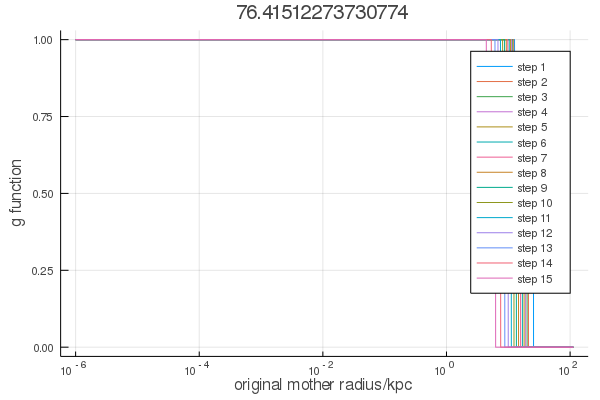 76.41512273730774
1.00
0.75
0.50
0.25
0.00
g function
step 1
step 2
step 3
step 4
step 5
step 6
step 7
step 8
step 9
step 10
step 11
step 12
step 13
step 14
step 15
10^-6 10^-4 10^-2 10^0 10^2
original mother radius/kpc